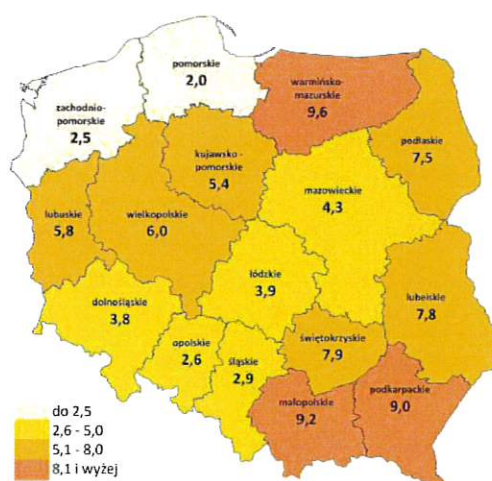 pomorskie
2,0
warmińsko-
mazurskie
9,6
zachodnio-
pomorskie
2,5
podlaskie
7,5
kujawsko -
pomorskie
5,4
mazowieckie
4,3
lubuskie
5,8
wielkopolskie
6,0
łódzkie
3,9
lubelskie
7,8
dolnośląskie
3,8
opolskie
2,6
śląskie
2,9
świętokrzyskie
7,9
małopolskie
9,2
podkarpackie
9,0
do 2,5
2,6 - 5,0
5,1 - 8,0
8,1 i wyżej